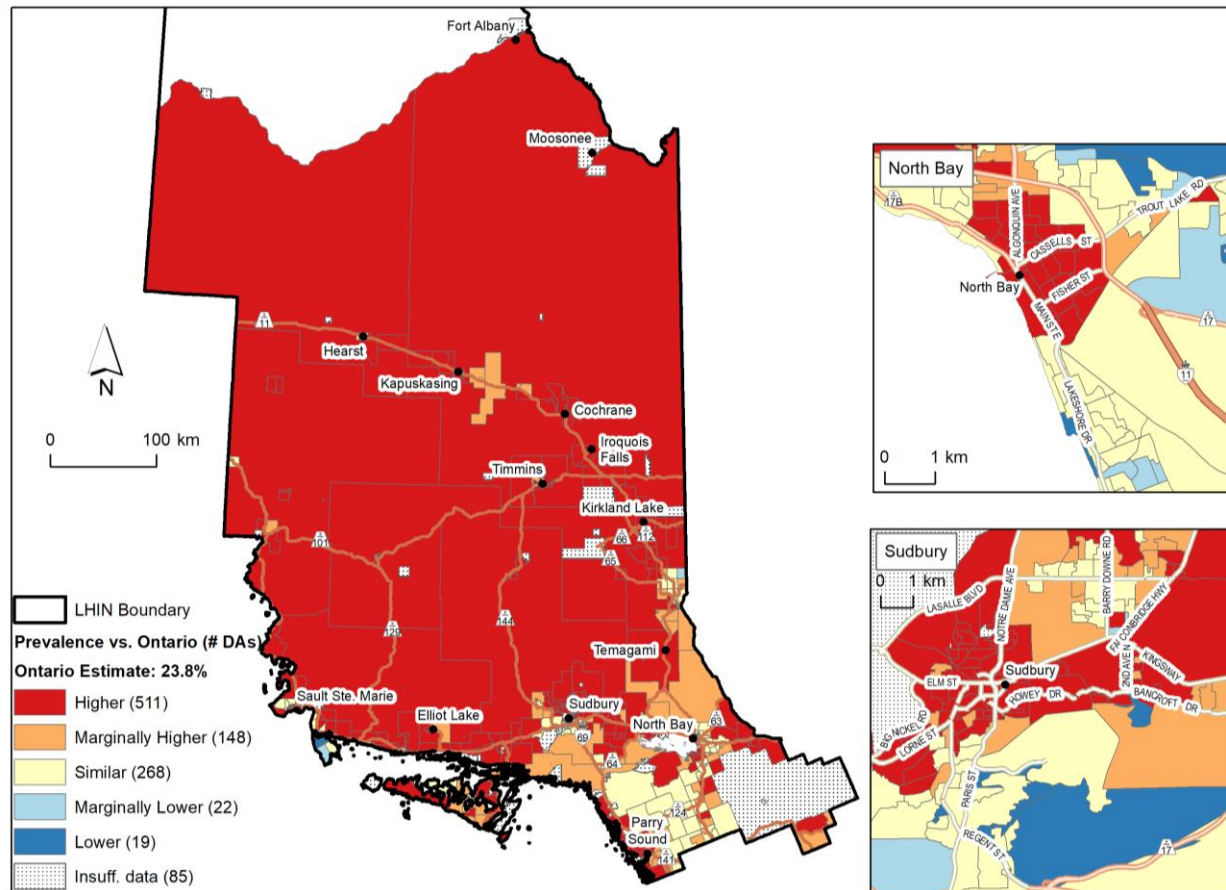 Fort Albany
Moosonee
11
Hearst
Kapuskasing
Cochrane
Iroquois
Falls
Timmins
Kirkland Lake
66
112
65
101
129
144
Temagami
Sault Ste. Marie
Elliot Lake
Sudbury
North Bay
63
69
64
124
Parry
Sound
141
N
0 100 km
LHIN Boundary
Prevalence vs. Ontario (# DAs)
Ontario Estimate: 23.8%
Higher (511)
Marginally Higher (148)
Similar (268)
Marginally Lower (22)
Lower (19)
Insuff. data (85)
North Bay
17B
ALGONQUIN AVE
TROUT LAKE RD
CASSELLS ST
North Bay
FISHER ST
MAIN ST E
17
11
LAKESHORE DR
0 1 km
Sudbury
0 1 km
LASALLE BLVD
NOTRE DAME AVE
BARRY DOWNE RD
FALCONBRIDGE HWY
Sudbury
ELM ST
HOWEY DR
2ND AVE N
KINGSWAY
BANCROFT DR
BIG NICKEL RD
LORNE ST
PARIS ST
REGENT ST
17